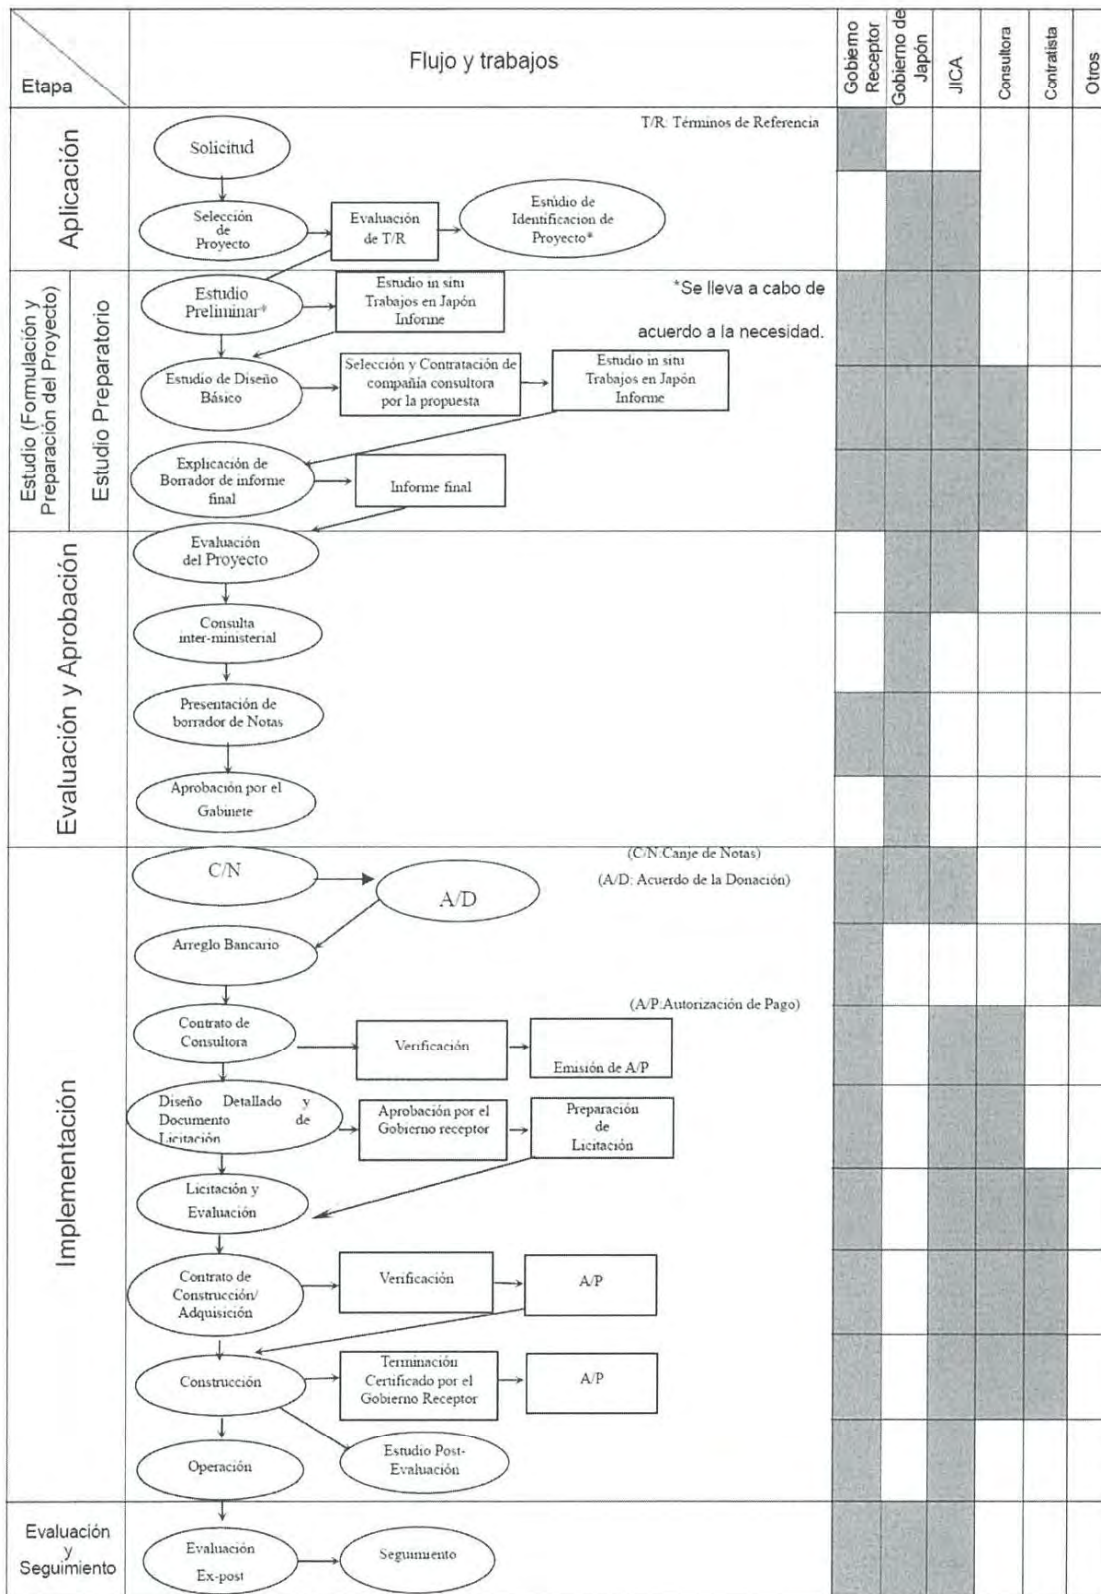 Etapa
Flujo y trabajos
Gobierno
Receptor
Gobierno de
Japón
JICA
Consultora
Contratista
Otros
Aplicación
T/R: Términos de Referencia
Solicitud
Selección
de
Proyecto
Evaluación
de T/R
Estúdio de
Identificacion de
Proyecto*
Estudio (Formulación y
Preparación del Proyecto)
Estudio Preparatorio
Estudio
Preliminar*
Estudio in situ
Trabajos en Japón
Informe
*Se lleva a cabo de
acuerdo a la necesidad.
Estudio de Diseño
Básico
Selección y Contratación de
compañía consultora
por la propuesta
Estudio in situ
Trabajos en Japón
Informe
Explicación de
Borrador de informe
final
Informe final
Evaluación y Aprobación
Evaluación
del Proyecto
Consulta
inter-ministerial
Presentación de
borrador de Notas
Aprobación por el
Gabinete
Implementación
C/N
A/D
(C/N:Canje de Notas)
(A/D: Acuerdo de la Donación)
Arreglo Bancario
(A/P:Autorización de Pago)
Contrato de
Consultora
Verificación
Emisión de A/P
Diseño Detallado y
Documento de
Licitación
Aprobación por el
Gobierno receptor
Preparación
de
Licitación
Licitación y
Evaluación
Contrato de
Construcción/
Adquisición
Verificación
A/P
Construcción
Terminación
Certificado por el
Gobierno Receptor
A/P
Operación
Estudio Post-
Evaluación
Evaluación
y
Seguimiento
Evaluación
Ex-post
Seguimiento